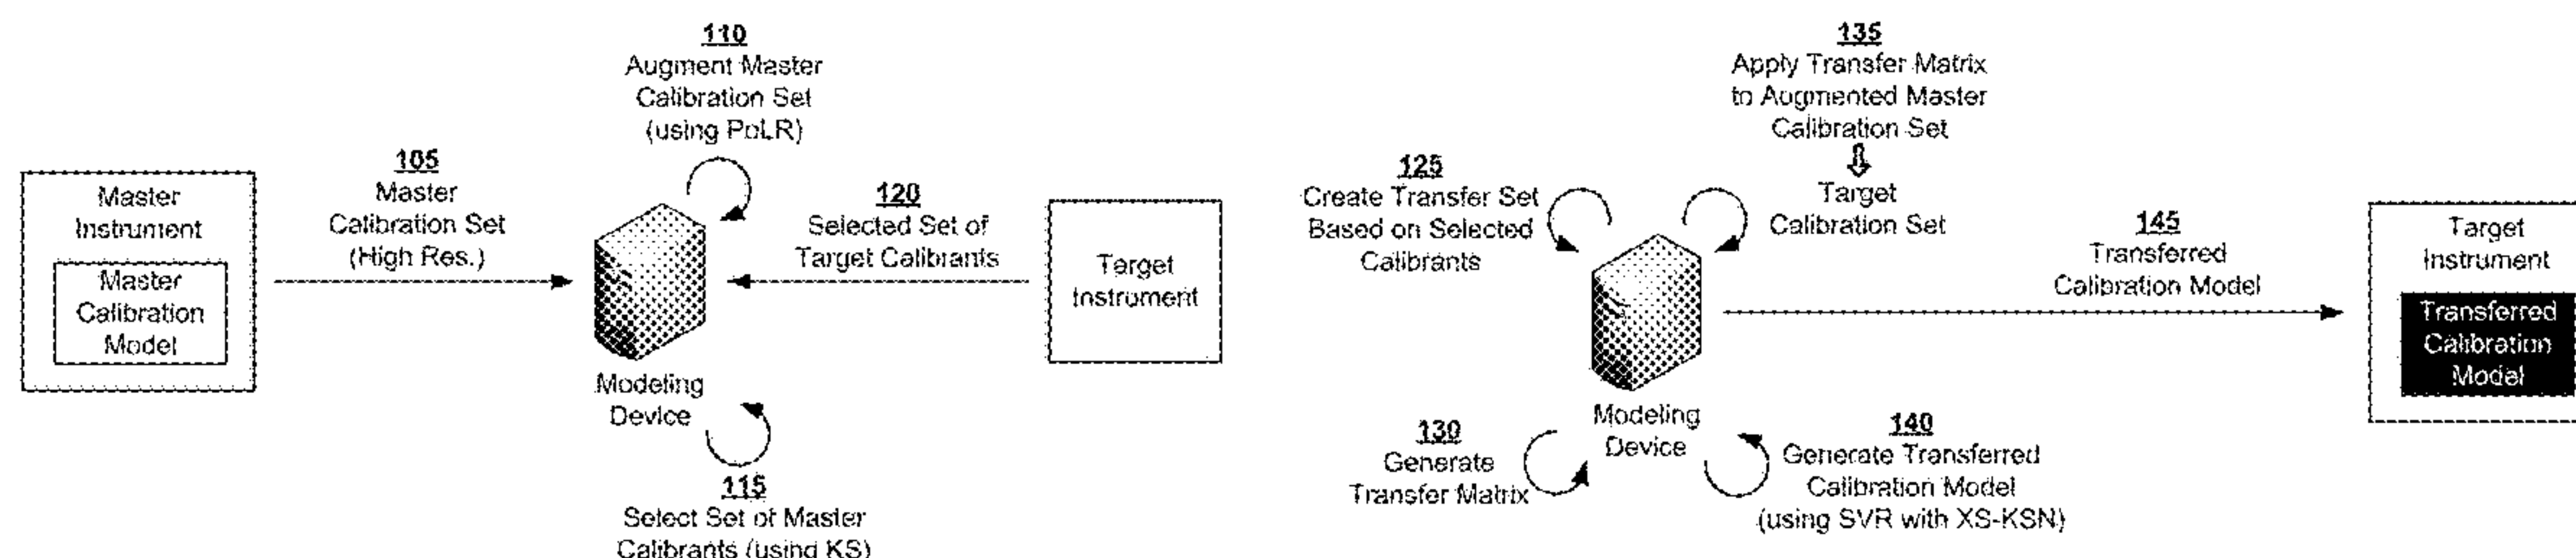 110
Augment Master
Calibration Set
(using PoLR)
105
Master
Calibration Set
(High Res.)
Master
Instrument
Master
Calibration
Model
120
Selected Set of
Target Calibrants
Target
Instrument
Modeling
Device
115
Select Set of Master
Calibrants (using KS)
135
Apply Transfer Matrix
to Augmented Master
Calibration Set
Target
Calibration Set
125
Create Transfer Set
Based on Selected
Calibrants
145
Transferred
Calibration Model
Target
Instrument
Transferred
Calibration
Model
Modeling
Device
130
Generate
Transfer Matrix
140
Generate Transferred
Calibration Model
(using SVR with XS-KSN)